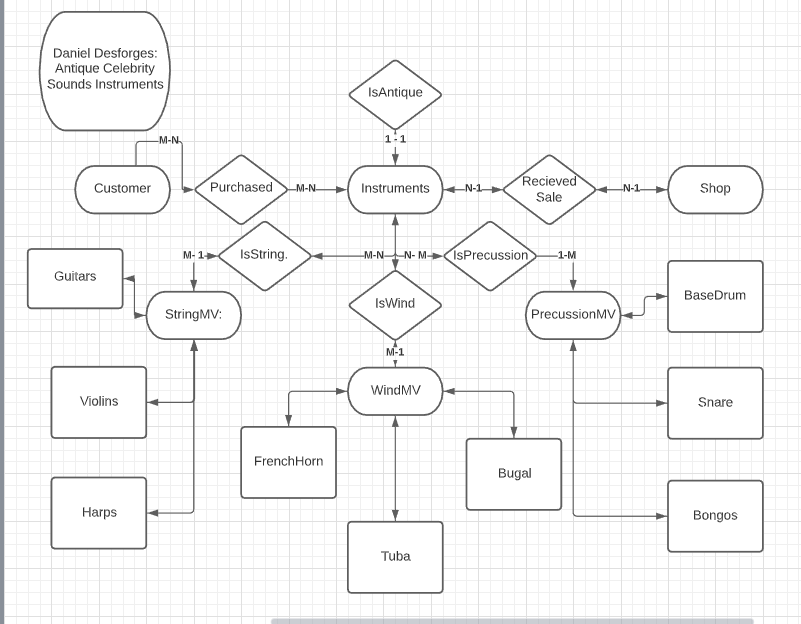 Daniel Desforges:
Antique Celebrity
Sounds Instruments
IsAntique
1 - 1
M-N
Customer
Purchased
M-N
Instruments
N-1
Recieved
Sale
N-1
Shop
M- 1
IsString.
M-N
N- M
IsPrecussion
1-M
Guitars
StringMV:
IsWind
PrecussionMV
BaseDrum
M-1
WindMV
Violins
Snare
FrenchHorn
Bugal
Harps
Bongos
Tuba